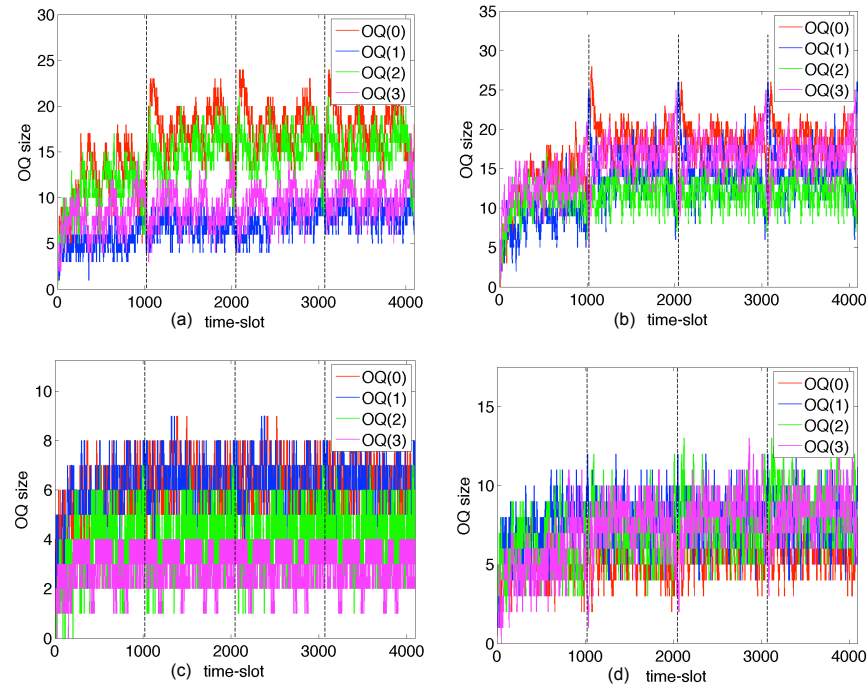 30
25
20
15
10
5
0
OQ size
0
1000
2000
3000
4000
time-slot
(a)
OQ(0)
OQ(1)
OQ(2)
OQ(3)
35
30
25
20
15
10
5
0
OQ size
0
1000
2000
3000
4000
time-slot
(b)
OQ(0)
OQ(1)
OQ(2)
OQ(3)
10
8
6
4
2
0
OQ size
0
1000
2000
3000
4000
time-slot
(c)
OQ(0)
OQ(1)
OQ(2)
OQ(3)
15
10
5
0
OQ size
0
1000
2000
3000
4000
time-slot
(d)
OQ(0)
OQ(1)
OQ(2)
OQ(3)